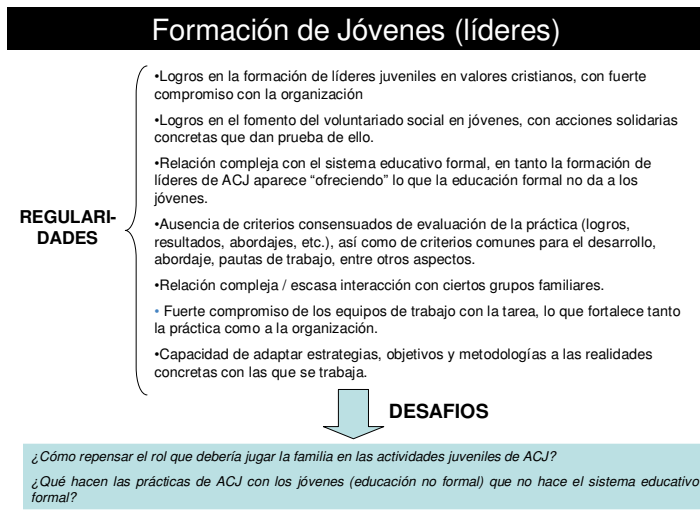 Formación de Jóvenes (líderes)
•Logros en la formación de líderes juveniles en valores cristianos, con fuerte
compromiso con la organización
•Logros en el fomento del voluntariado social en jóvenes, con acciones solidarias
concretas que dan prueba de ello.
•Relación compleja con el sistema educativo formal, en tanto la formación de
líderes de ACJ aparece “ofreciendo” lo que la educación formal no da a los
jóvenes.
REGULARI-
DADES
•Ausencia de criterios consensuados de evaluación de la práctica (logros,
resultados, abordajes, etc.), así como de criterios comunes para el desarrollo,
abordaje, pautas de trabajo, entre otros aspectos.
•Relación compleja / escasa interacción con ciertos grupos familiares.
• Fuerte compromiso de los equipos de trabajo con la tarea, lo que fortalece tanto
la práctica como a la organización.
•Capacidad de adaptar estrategias, objetivos y metodologías a las realidades
concretas con las que se trabaja.
DESAFIOS
¿Cómo repensar el rol que debería jugar la familia en las actividades juveniles de ACJ?
¿Qué hacen las prácticas de ACJ con los jóvenes (educación no formal) que no hace el sistema educativo
formal?